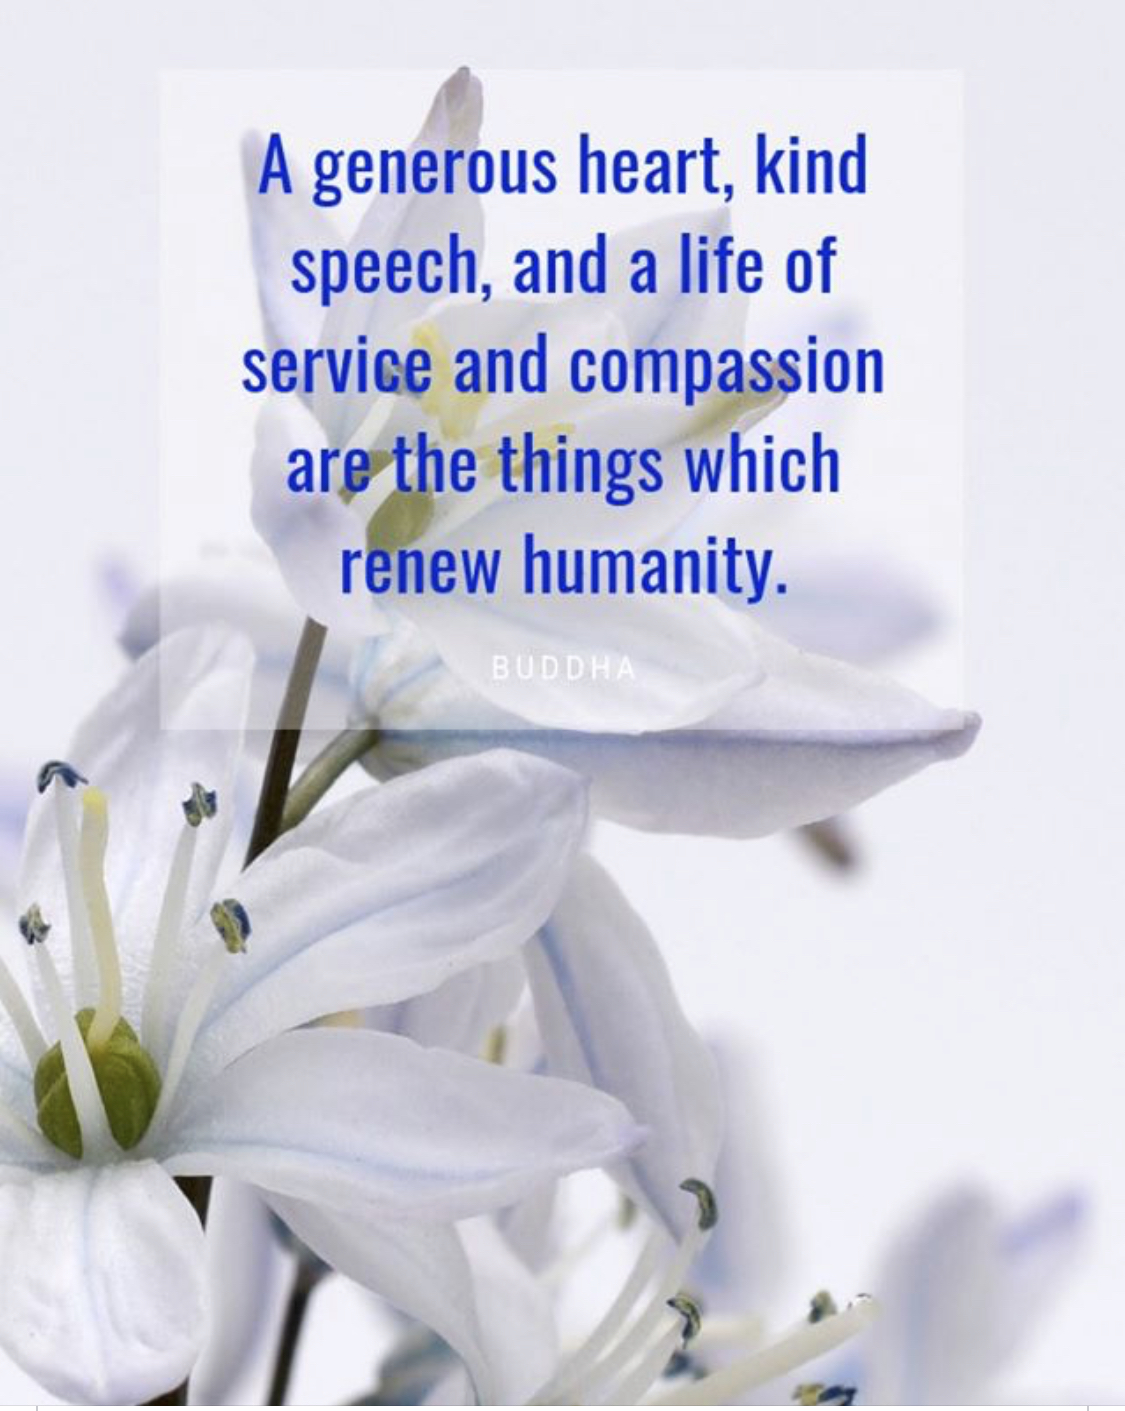 A generous heart, kind
speech, and a life of
service and compassion
are the things which
renew humanity.
BUDDHA